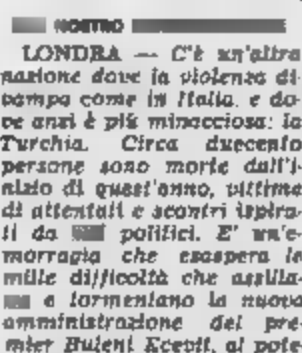 NOSTRO
LONDRA — C'è un'altra
nazione dove la violenza di-
vampa come in Italia, e do-
ve anzi è più minacciosa: la
Turchia. Circa duecento
persone sono morte dall'i-
nizio di quest'anno, vittime
di attentati e scontri ispira-
ti da politici. E' un'e-
morragia che esaspera le
mille difficoltà che assilla-
e tormentano la nuova
amministrazione del pre-
mier Bulent Ecevit, al pote-